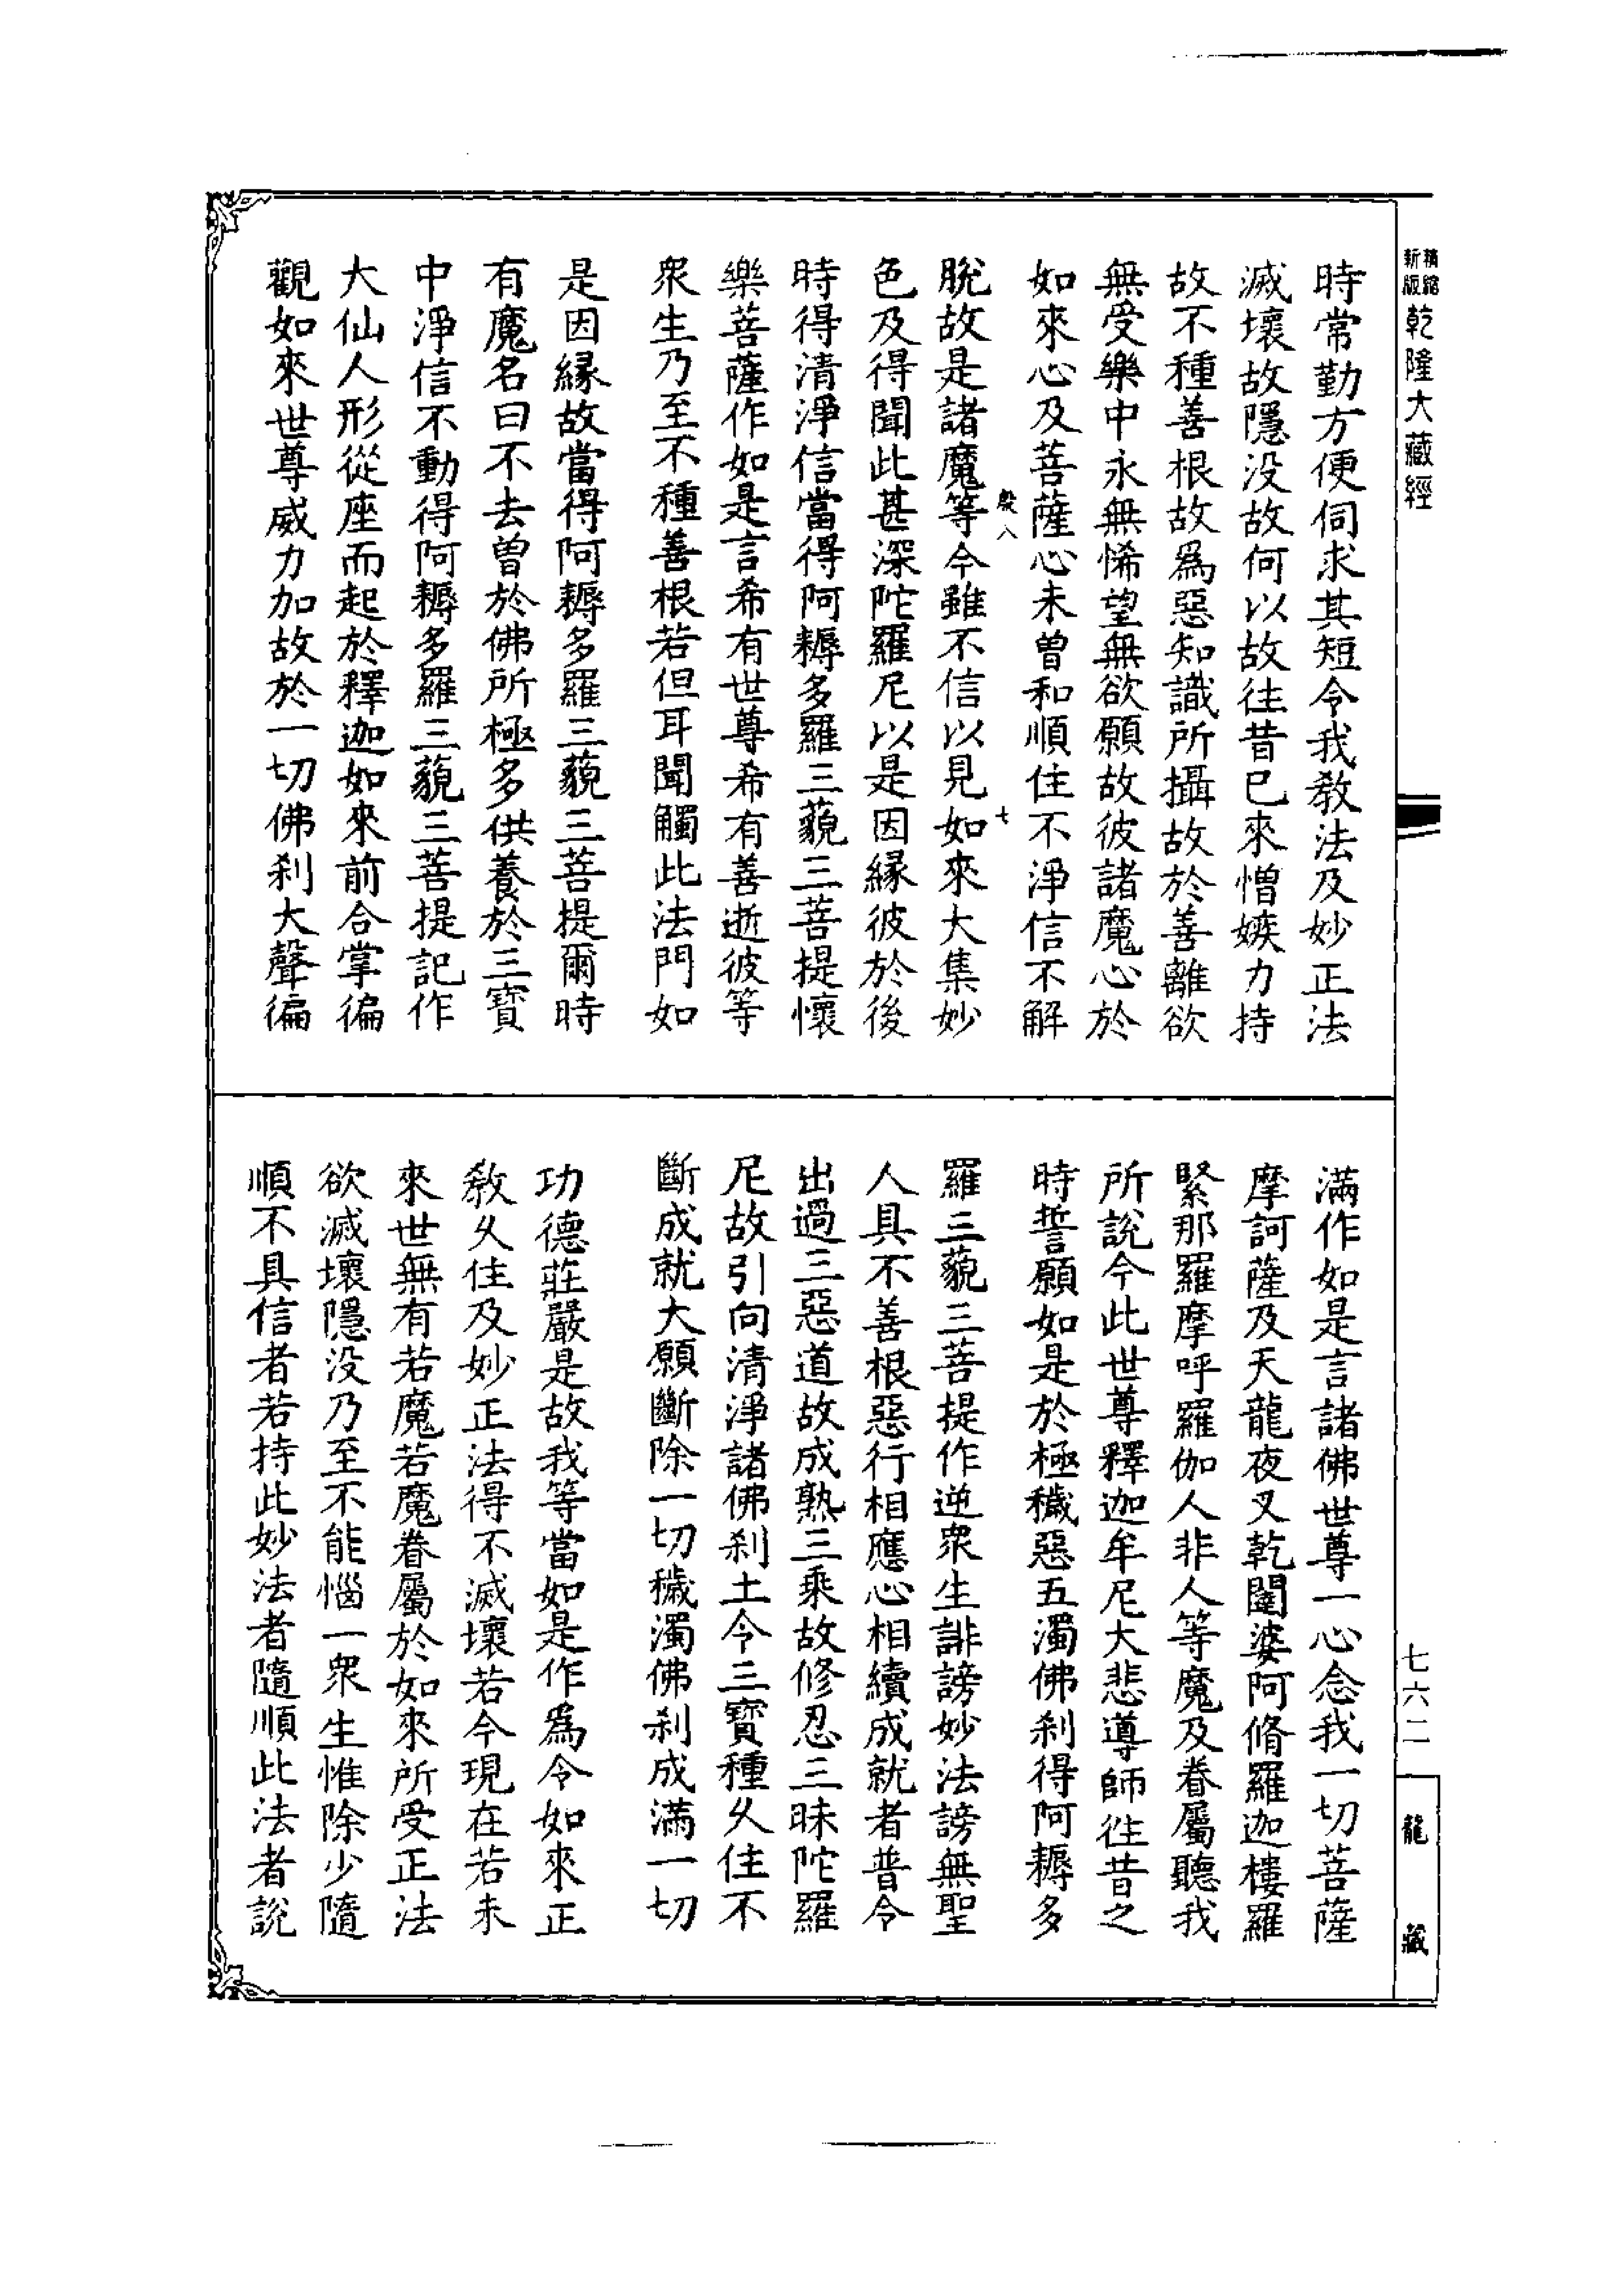 精縮
新版
乾隆大藏經
時常勤方便伺求其短令我敎法及妙正法
滅壞故隱没故何以故往昔已來憎嫉力持
故不種善根故爲惡知識所攝故於善離欲
無受樂中永無悕望無欲願故彼諸魔心於
如來心及菩薩心未曾和順住不淨信不解
殷八
七
脫故是諸魔等今雖不信以見如來大集妙
色及得聞此甚深陀羅尼以是因緣彼於後
時得清淨信當得阿耨多羅三藐三菩提懷
樂菩薩作如是言希有世尊希有善逝彼等
衆生乃至不種善根若但耳聞觸此法門如
是因緣故當得阿耨多羅三藐三菩提爾時
有魔名曰不去曾於佛所極多供養於三寶
中淨信不動得阿耨多羅三藐三菩提記作
大仙人形從座而起於釋迦如來前合掌徧
觀如來世尊威力加故於一切佛刹大聲徧
滿作如是言諸佛世尊一心念我一切菩薩
摩訶薩及天龍夜叉乾闥婆阿脩羅迦樓羅
緊那羅摩呼羅伽人非人等魔及眷屬聽我
所說今此世尊釋迦牟尼大悲導師徃昔之
時誓願如是於極穢惡五濁佛刹得阿耨多
羅三藐三菩提作逆衆生誹謗妙法謗無聖
人具不善根惡行相應心相續成就者普令
出過三惡道故成熟三乘故修忍三昧陀羅
尼故引向清淨諸佛刹土令三寶種乆住不
斷成就大願斷除一切穢濁佛刹成滿一切
功德莊嚴是故我等當如是作爲令如來正
敎乆住及妙正法得不滅壞若今現在若未
來世無有若魔若魔眷屬於如來所受正法
欲滅壞隱没乃至不能惱一衆生惟除少隨
順不具信者若持此妙法者隨順此法者說
七六二
龍藏